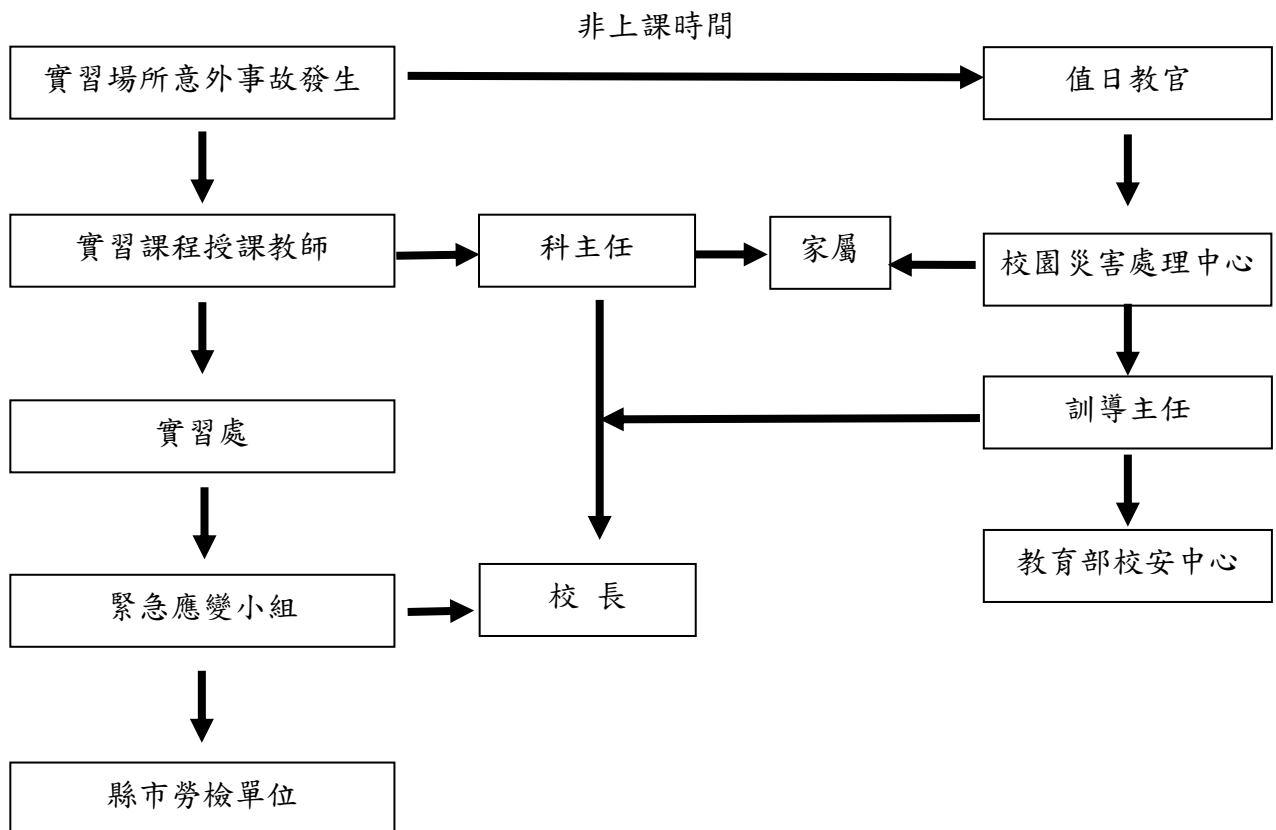 非上課時間
實習場所意外事故發生
值日教官
實習課程授課教師
科主任
家屬
校園災害處理中心
訓導主任
實習處
教育部校安中心
緊急應變小組
校 長
縣市勞檢單位